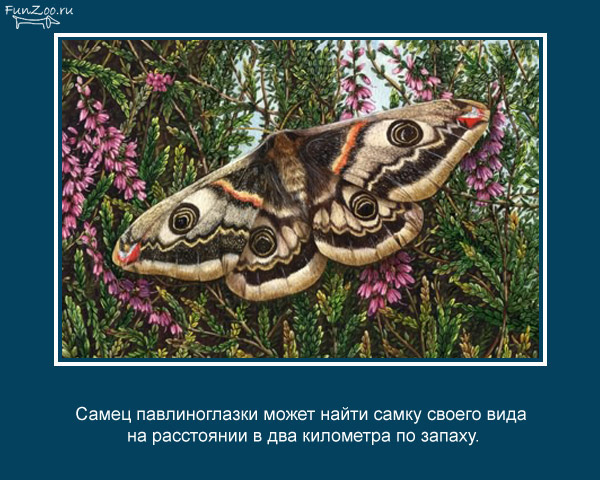 FunZoo.ru
Самец павлиноглазки может найти самку своего вида
на расстоянии в два километра по запаху.